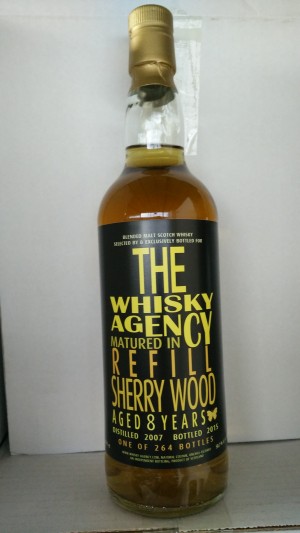 BLENDED MALT SCOTCH WHISKY
SELECTED BY & EXCLUSIVELY BOTTLED FOR
THE
WHISKY
AGENCY
MATURED IN
REFILL
SHERRY WOOD
AGED 8 YEARS
DISTILLED 2007 BOTTLED 2015
ONE OF 264 BOTTLES